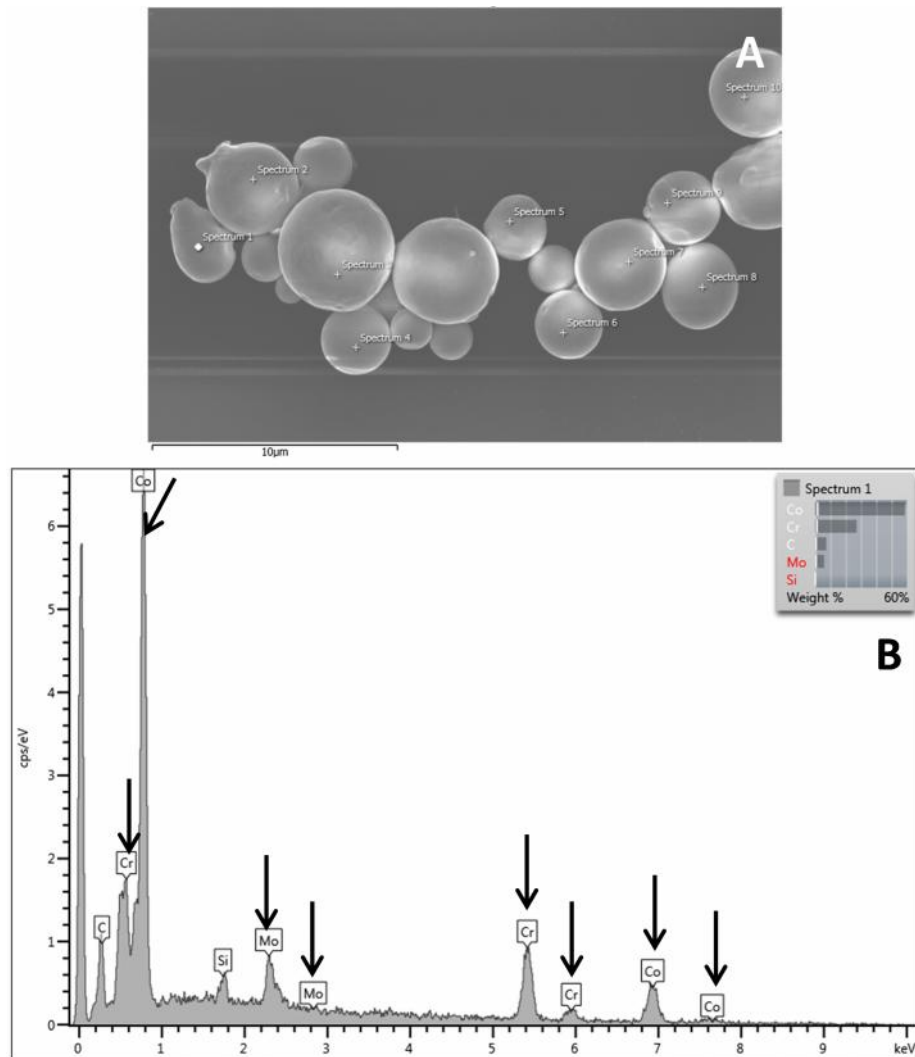 A
Spectrum 10
Spectrum 2
Spectrum 9
Spectrum 5
Spectrum 1
Spectrum 7
Spectrum 8
Spectrum 6
Spectrum 4
10µm
Co
Spectrum 1
Co
Cr
C
Mo
Si
Weight % 60%
B
6
5
4
3
2
1
0
cps/eV
Cr
C
Si
Mo
Mo
Cr
Cr
Co
Co
0 1 2 3 4 5 6 7 8 9 keV